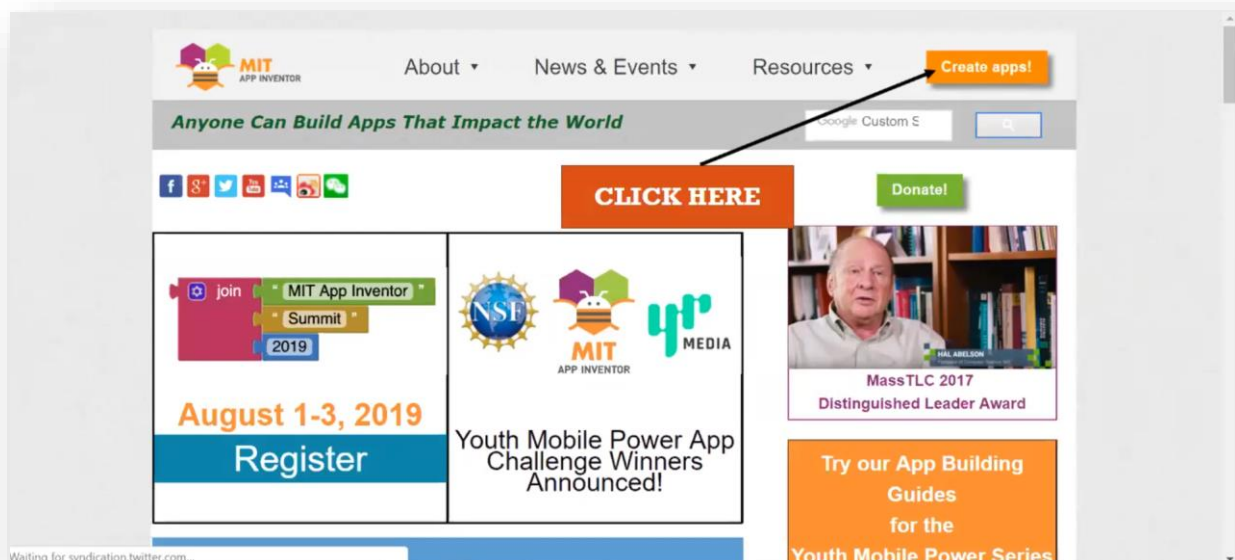 MIT
APP INVENTOR
About
News & Events
Resources
Create apps!
Anyone Can Build Apps That Impact the World
Google Custom S
CLICK HERE
Donate!
join " MIT App Inventor "
" Summit "
2019
August 1-3, 2019
Register
NSF
MIT
APP INVENTOR
yr
MEDIA
Youth Mobile Power App
Challenge Winners
Announced!
HAL ABELSON
MassTLC 2017
Distinguished Leader Award
Try our App Building
Guides
for the
Youth Mobile Power Series
Waiting for syndication.twitter.com...